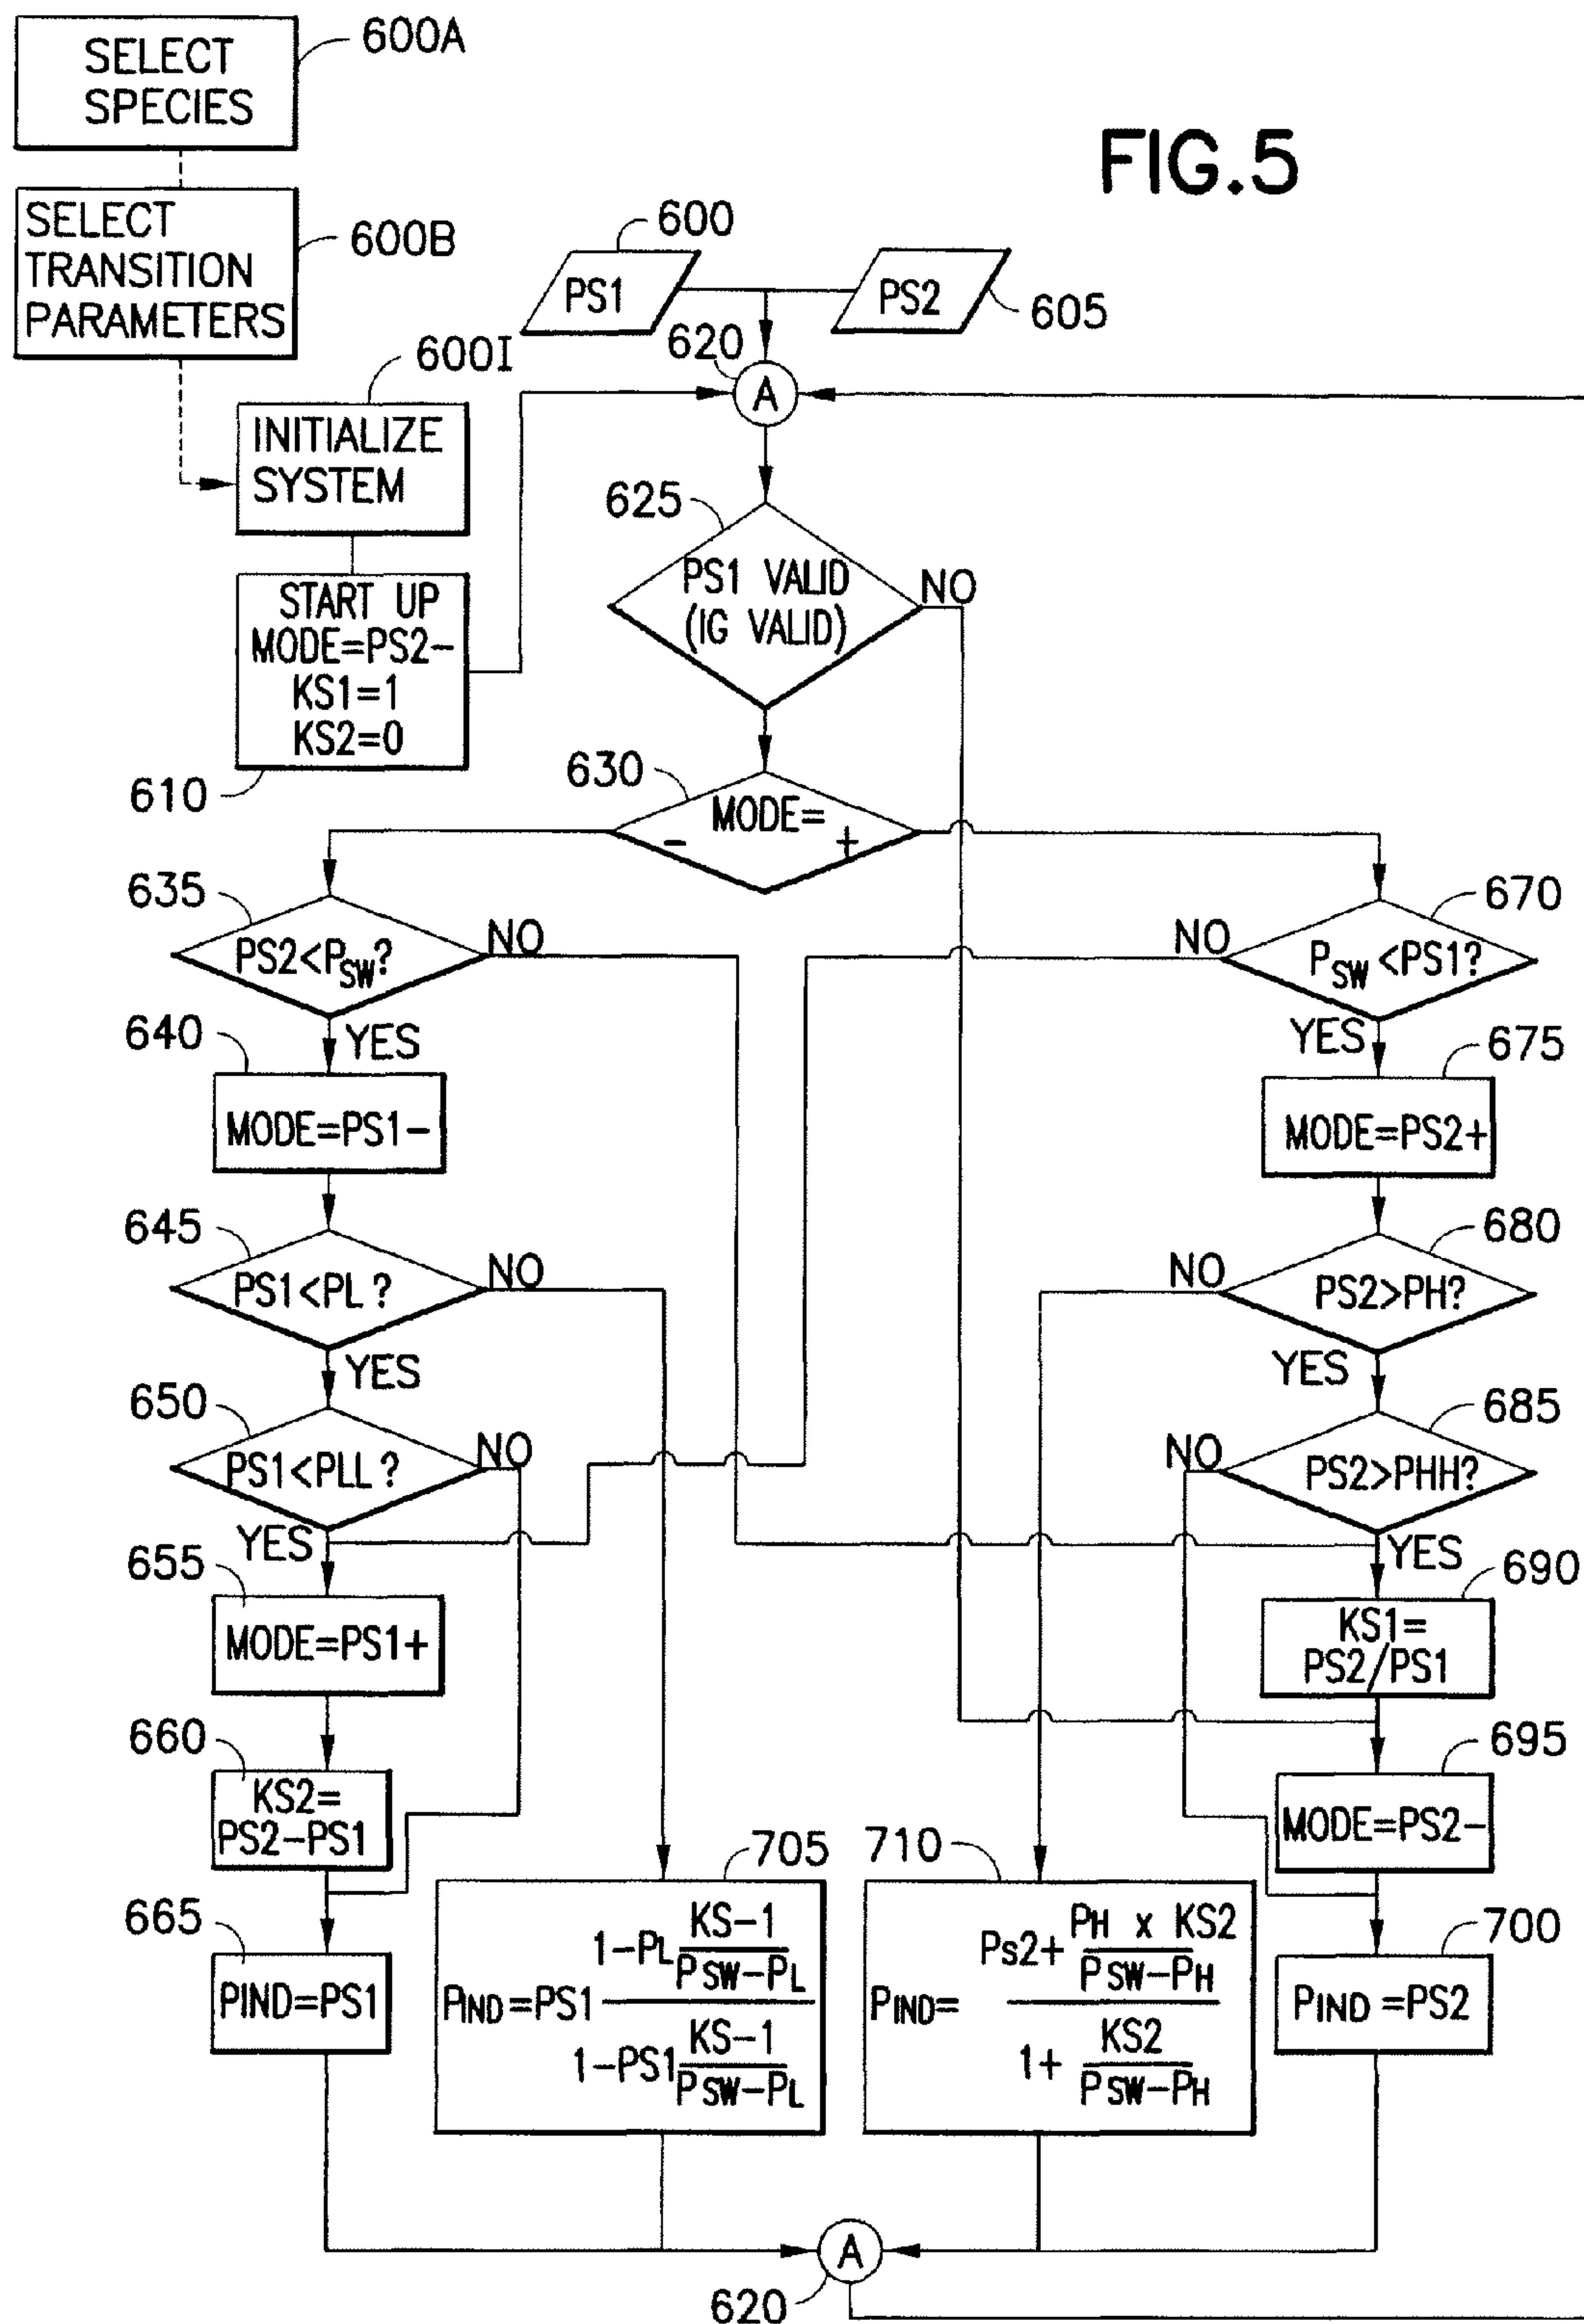 SELECT
SPECIES
600A
FIG.5
SELECT
TRANSITION
PARAMETERS
600B
600
PS1
PS2
605
600I
620
A
INITIALIZE
SYSTEM
625
PS1 VALID
(IG VALID)
NO
START UP
MODE=PS2-
KS1=1
KS2=0
610
630
MODE=
- +
635
PS2<PSW?
NO
670
NO
PSW<PS1?
640
YES
YES
675
MODE=PS1-
MODE=PS2+
645
PS1<PL?
NO
680
NO
PS2>PH?
YES
YES
650
PS1<PLL?
NO
685
NO
PS2>PHH?
YES
YES
655
MODE=PS1+
690
KS1=
PS2/PS1
660
KS2=
PS2-PS1
695
MODE=PS2-
665
PIND=PS1
705
KS-1
1-PL
PSW-PL
PIND=PS1
KS-1
1-PS1
PSW-PL
710
PH x KS2
PS2+
PSW-PH
PIND=
KS2
1+
PSW-PH
700
PIND=PS2
A
620